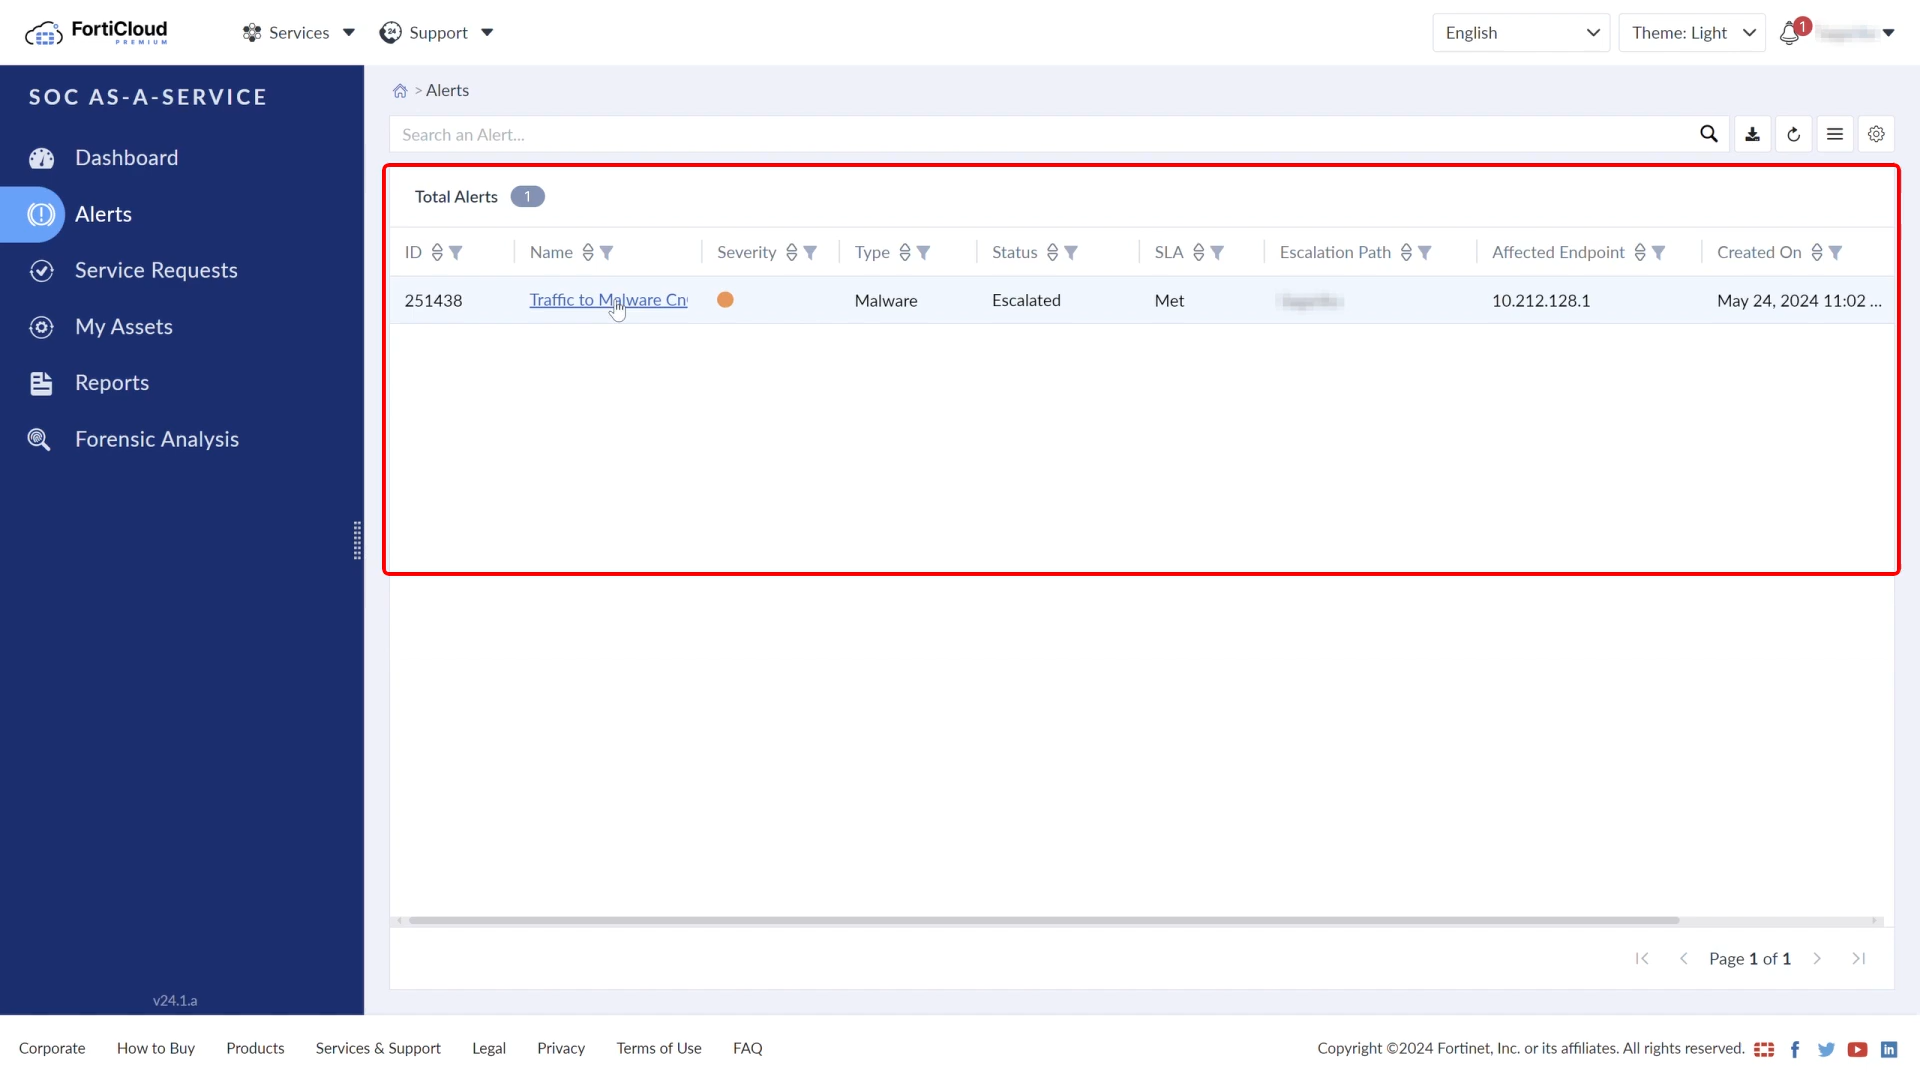 FortiCloud
PREMIUM
Services
24
Support
English
Theme: Light
1
SOC AS-A-SERVICE
Dashboard
Alerts
Service Requests
My Assets
Reports
Forensic Analysis
v24.1.a
> Alerts
Search an Alert...
Total Alerts 1
ID Name Severity Type Status SLA Escalation Path Affected Endpoint Created On
251438 Traffic to Malware Cn Malware Escalated Met 10.212.128.1 May 24, 2024 11:02 ...
Page 1 of 1
Corporate How to Buy Products Services & Support Legal Privacy Terms of Use FAQ
Copyright ©2024 Fortinet, Inc. or its affiliates. All rights reserved.